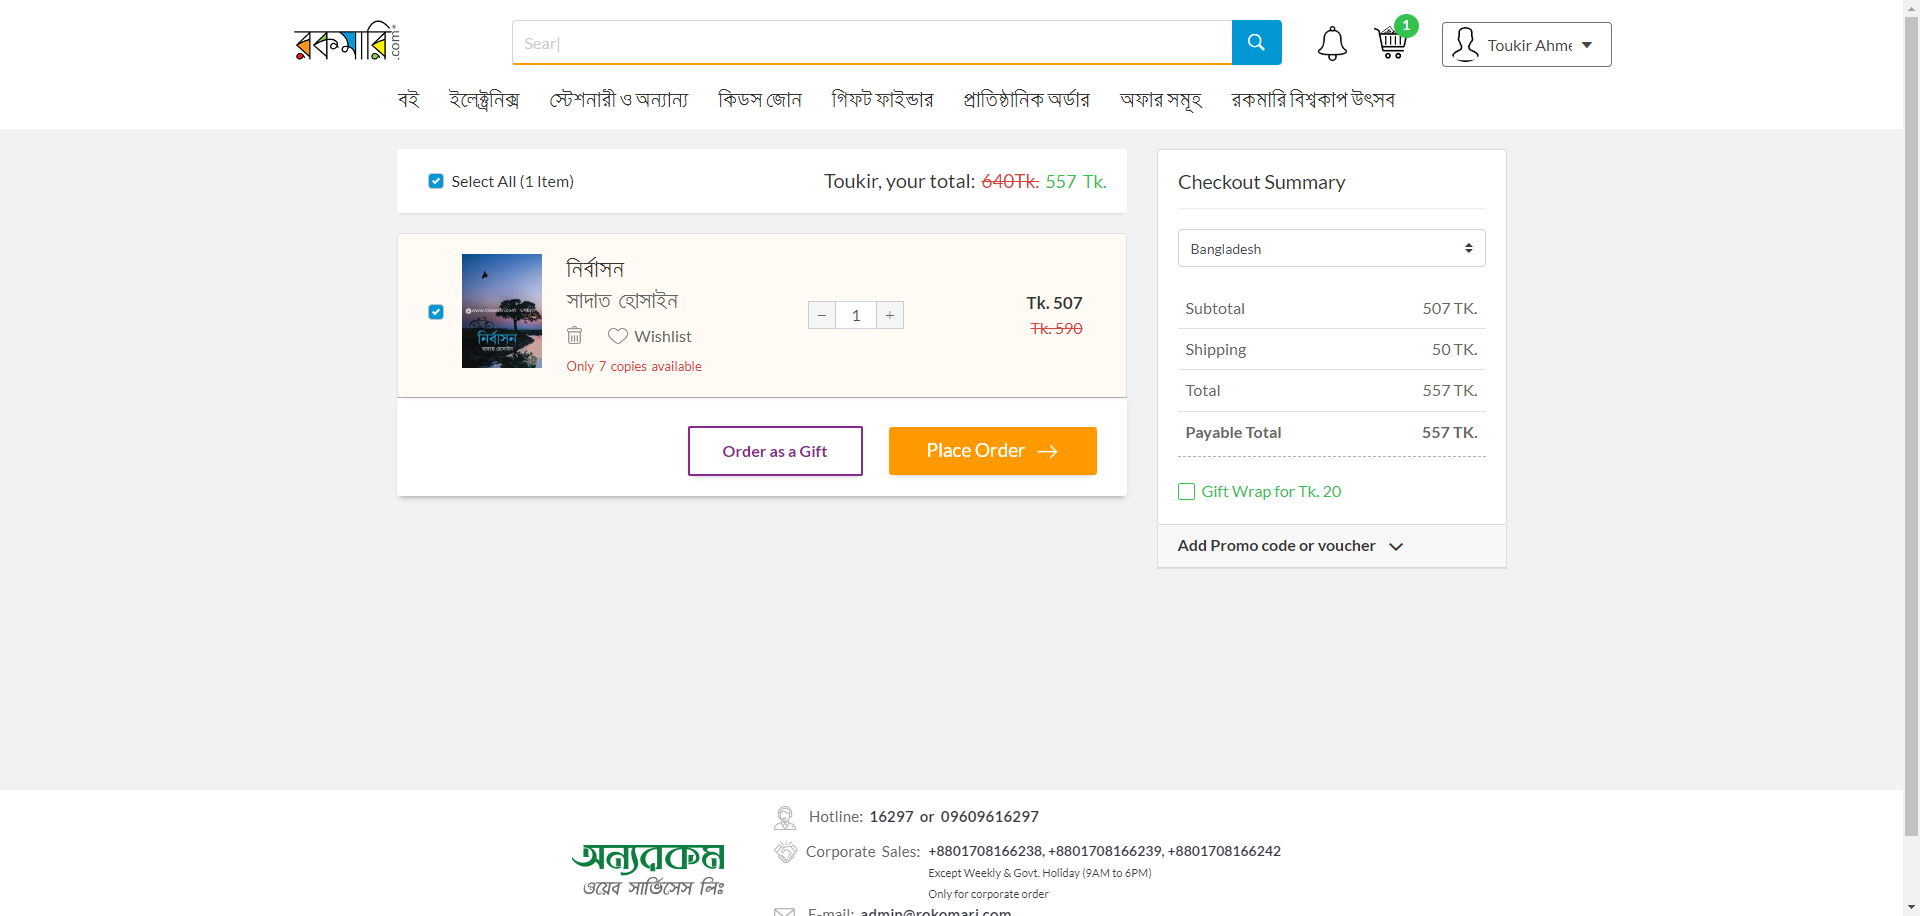 রকমারি.com
Sear
1
Toukir Ahme
বই ইলেক্ট্রনিক্স স্টেশনারী ও অন্যান্য কিডস জোন গিফট ফাইন্ডার প্রাতিষ্ঠানিক অর্ডার অফার সমূহ রকমারি বিশ্বকাপ উৎসব
Select All (1 Item)
Toukir, your total: 640Tk. 557 Tk.
নির্বাসন
সাদাত হোসাইন
Wishlist
Only 7 copies available
www.rokomari.com
নির্বাসন
সাদাত হোসাইন
− 1 +
Tk. 507
Tk. 590
Order as a Gift
Place Order
Checkout Summary
Bangladesh
Subtotal 507 TK.
Shipping 50 TK.
Total 557 TK.
Payable Total 557 TK.
Gift Wrap for Tk. 20
Add Promo code or voucher
অন্যরকম
ওয়েব সার্ভিসেস লিঃ
Hotline: 16297 or 09609616297
Corporate Sales: +8801708166238, +8801708166239, +8801708166242
Except Weekly & Govt. Holiday (9AM to 6PM)
Only for corporate order
E-mail: admin@rokomari.com